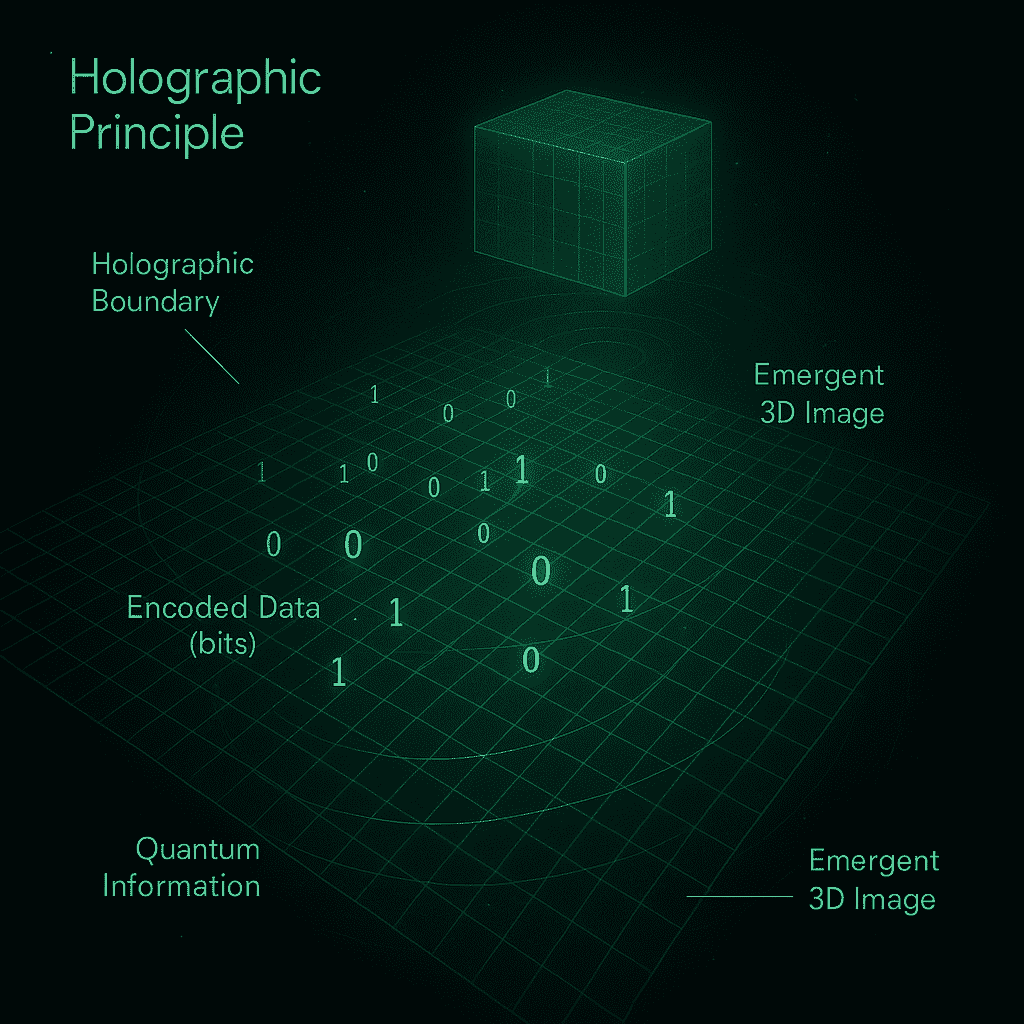 Holographic
Principle
Holographic
Boundary
Emergent
3D Image
1
0
0
1
1
1
0
0
1
1
0
1
0
0
0
0
1
1
Encoded Data
(bits)
1
0
Quantum
Information
Emergent
3D Image